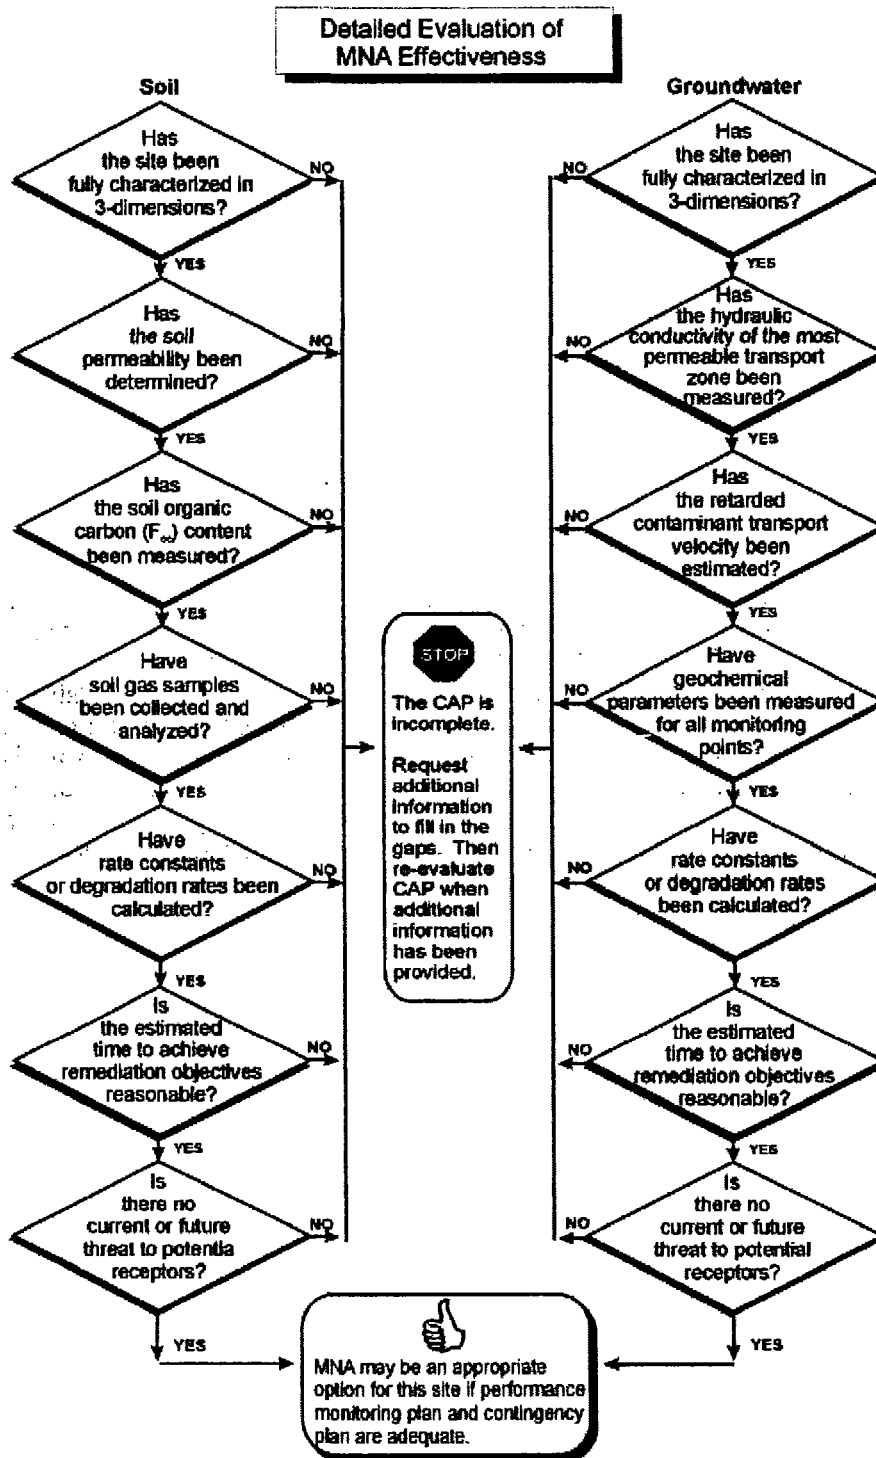 Detailed Evaluation of
MNA Effectiveness
Soil
Has
the site been
fully characterized in
3-dimensions?
NO
YES
Has
the soil
permeability been
determined?
NO
YES
Has
the soil organic
carbon (Foc) content
been measured?
NO
YES
Have
soil gas samples
been collected and
analyzed?
NO
YES
Have
rate constants
or degradation rates been
calculated?
NO
YES
Is
the estimated
time to achieve
remediation objectives
reasonable?
NO
YES
Is
there no
current or future
threat to potentia
receptors?
NO
YES
STOP
The CAP is
incomplete.
Request
additional
information
to fill in the
gaps. Then
re-evaluate
CAP when
additional
information
has been
provided.
Groundwater
Has
the site been
fully characterized in
3-dimensions?
NO
YES
Has
the hydraulic
conductivity of the most
permeable transport
zone been
measured?
NO
YES
Has
the retarded
contaminant transport
velocity been
estimated?
NO
YES
Have
geochemical
parameters been measured
for all monitoring
points?
NO
YES
Have
rate constants
or degradation rates
been calculated?
NO
YES
Is
the estimated
time to achieve
remediation objectives
reasonable?
NO
YES
Is
there no
current or future
threat to potential
receptors?
NO
YES
MNA may be an appropriate
option for this site if performance
monitoring plan and contingency
plan are adequate.